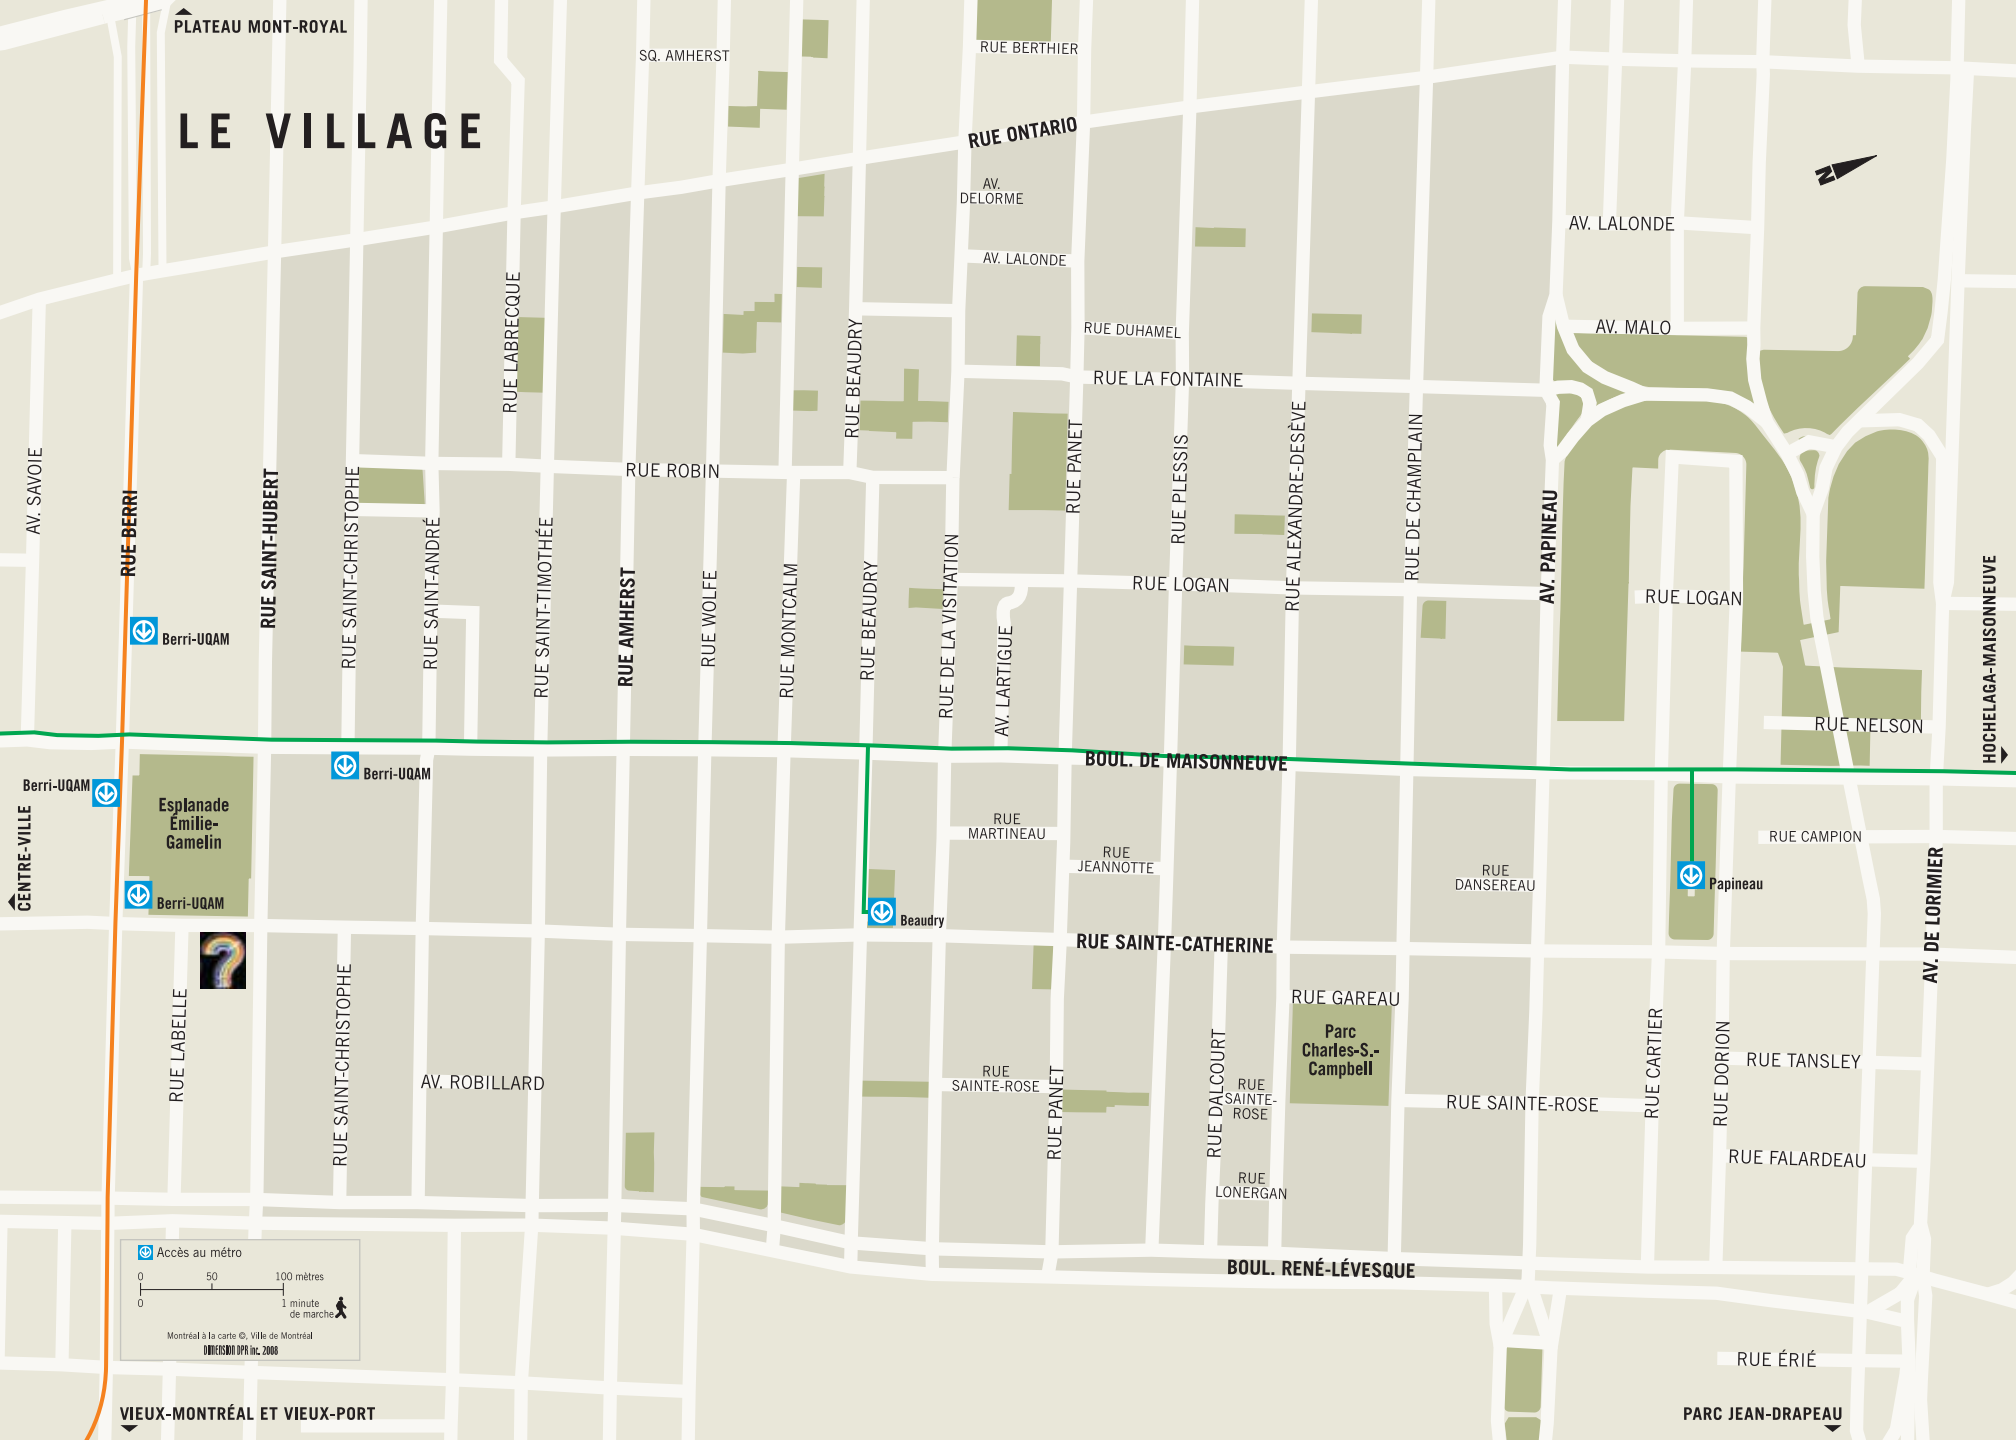 PLATEAU MONT-ROYAL
LE VILLAGE
SQ. AMHERST
RUE BERTHIER
RUE ONTARIO
AV.
DELORME
AV. LALONDE
AV. LALONDE
N
RUE DUHAMEL
AV. MALO
RUE LA FONTAINE
RUE LABRECQUE
RUE BEAUDRY
RUE ROBIN
AV. SAVOIE
RUE BERRI
RUE SAINT-HUBERT
RUE SAINT-CHRISTOPHE
RUE SAINT-ANDRÉ
RUE SAINT-TIMOTHÉE
RUE AMHERST
RUE WOLFE
RUE MONTCALM
RUE BEAUDRY
RUE DE LA VISITATION
AV. LARTIGUE
RUE PANET
RUE PLESSIS
RUE ALEXANDRE-DESÈVE
RUE DE CHAMPLAIN
AV. PAPINEAU
RUE LOGAN
RUE LOGAN
HOCHELAGA-MAISONNEUVE
Berri-UQAM
RUE NELSON
BOUL. DE MAISONNEUVE
Berri-UQAM
Berri-UQAM
CENTRE-VILLE
Esplanade
Émilie-
Gamelin
Berri-UQAM
RUE
MARTINEAU
RUE
JEANNOTTE
RUE
DANSEREAU
RUE CAMPION
Papineau
Beaudry
AV. DE LORIMIER
RUE SAINTE-CATHERINE
?
RUE LABELLE
RUE SAINT-CHRISTOPHE
AV. ROBILLARD
RUE
SAINTE-ROSE
RUE PANET
RUE DALCOURT
RUE
SAINTE-
ROSE
RUE GAREAU
Parc
Charles-S.-
Campbell
RUE SAINTE-ROSE
RUE CARTIER
RUE DORION
RUE TANSLEY
RUE FALARDEAU
RUE
LONERGAN
BOUL. RENÉ-LÉVESQUE
RUE ÉRIÉ
Accès au métro
0 50 100 mètres
0 1 minute
de marche
Montréal à la carte ©, Ville de Montréal
DIMENSION DPR inc. 2008
VIEUX-MONTRÉAL ET VIEUX-PORT
PARC JEAN-DRAPEAU